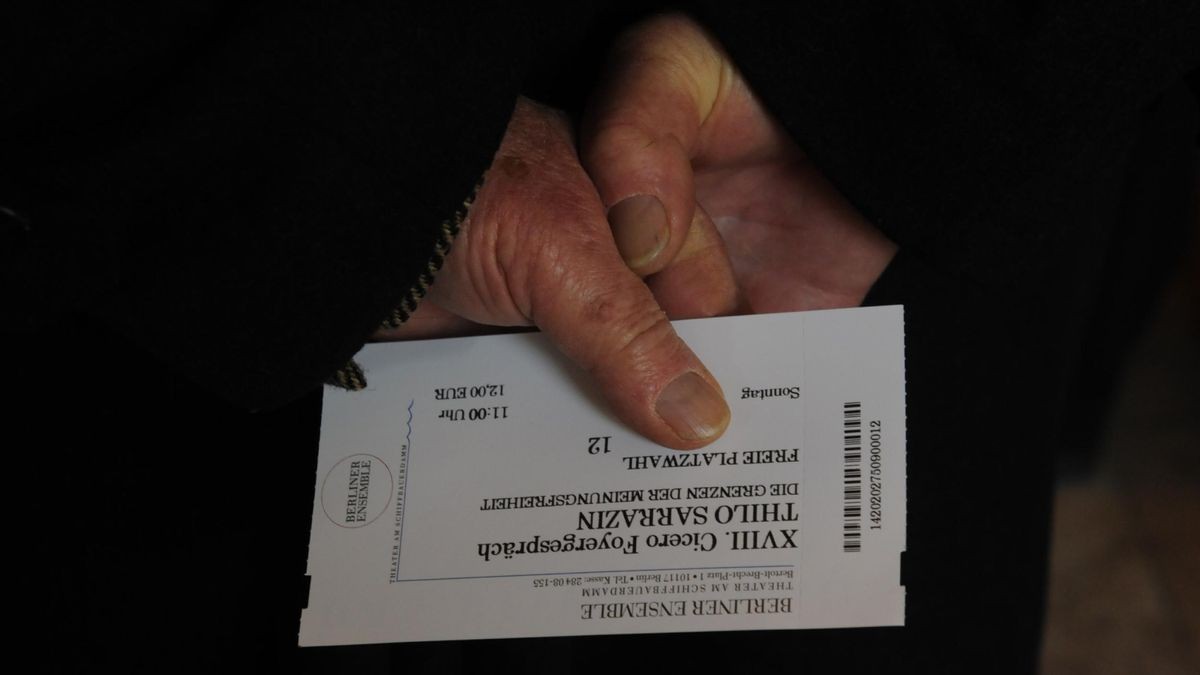 BERLINER ENSEMBLE
THEATER AM SCHIFFBAUERDAMM
Bertolt-Brecht-Platz 1 • 10117 Berlin • Tel. Kasse: 284 08-155
XVIII. Cicero Foyergespräch
THILO SARRAZIN
DIE GRENZEN DER MEINUNGSFREIHEIT
FREIE PLATZWAHL
12
Sonntag
11:00 Uhr
12,00 EUR
THEATER AM SCHIFFBAUERDAMM
BERLINER
ENSEMBLE
1420202750900012